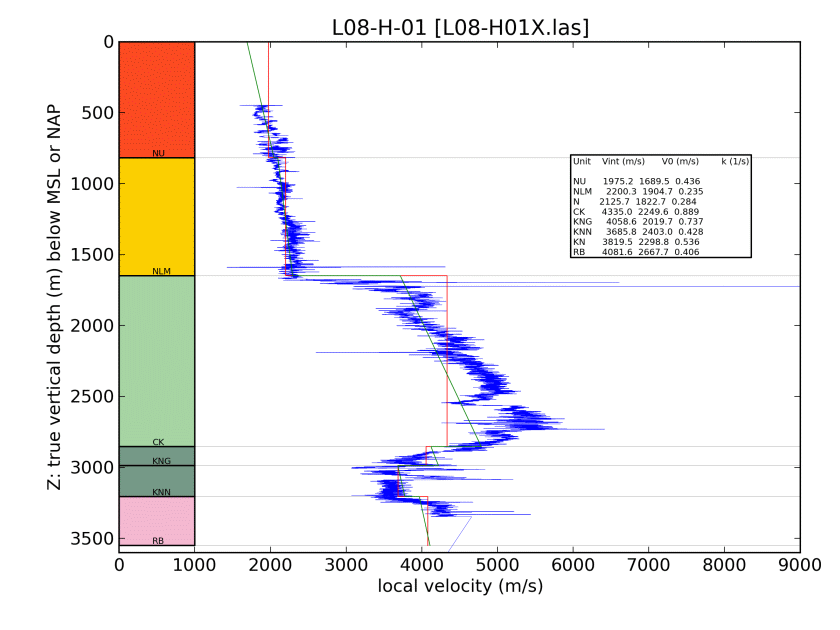 L08-H-01 [L08-H01X.las]
Z: true vertical depth (m) below MSL or NAP
0
500
1000
1500
2000
2500
3000
3500
NU
NLM
CK
KNG
KNN
RB
Unit Vint (m/s) V0 (m/s) k (1/s)
NU 1975.2 1689.5 0.436
NLM 2200.3 1904.7 0.235
N 2125.7 1822.7 0.284
CK 4335.0 2249.6 0.889
KNG 4058.6 2019.7 0.737
KNN 3685.8 2403.0 0.428
KN 3819.5 2298.8 0.536
RB 4081.6 2667.7 0.406
0 1000 2000 3000 4000 5000 6000 7000 8000 9000
local velocity (m/s)